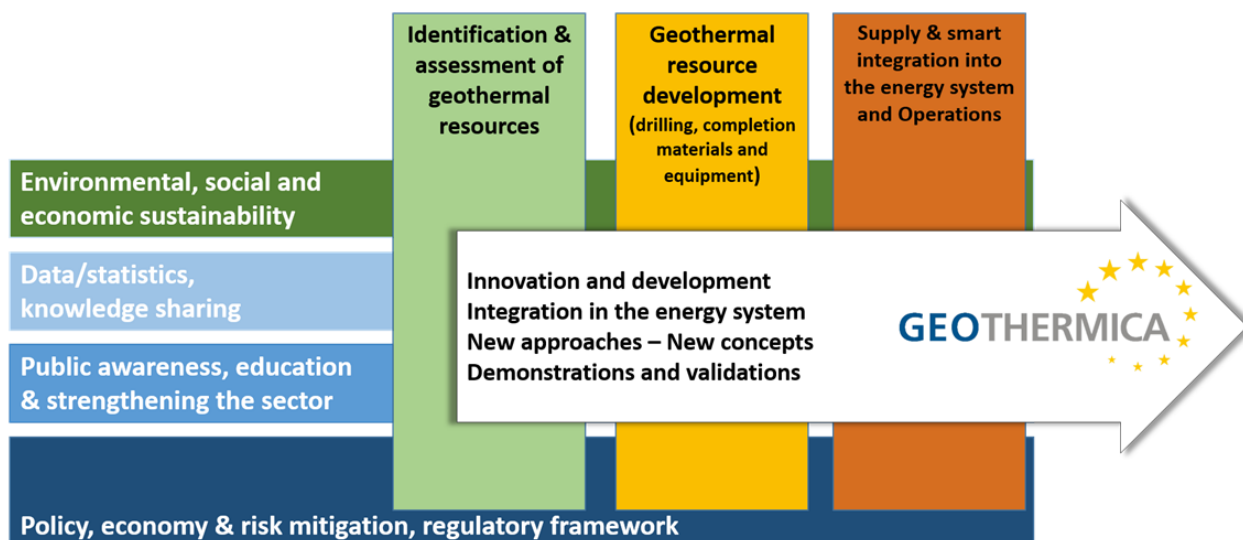 Identification &
assessment of
geothermal
resources
Geothermal
resource
development
(drilling, completion
materials and
equipment)
Supply & smart
integration into
the energy system
and Operations
Environmental, social and
economic sustainability
Data/statistics,
knowledge sharing
Public awareness, education
& strengthening the sector
Policy, economy & risk mitigation, regulatory framework
Innovation and development
Integration in the energy system
New approaches – New concepts
Demonstrations and validations
GEOTHERMICA